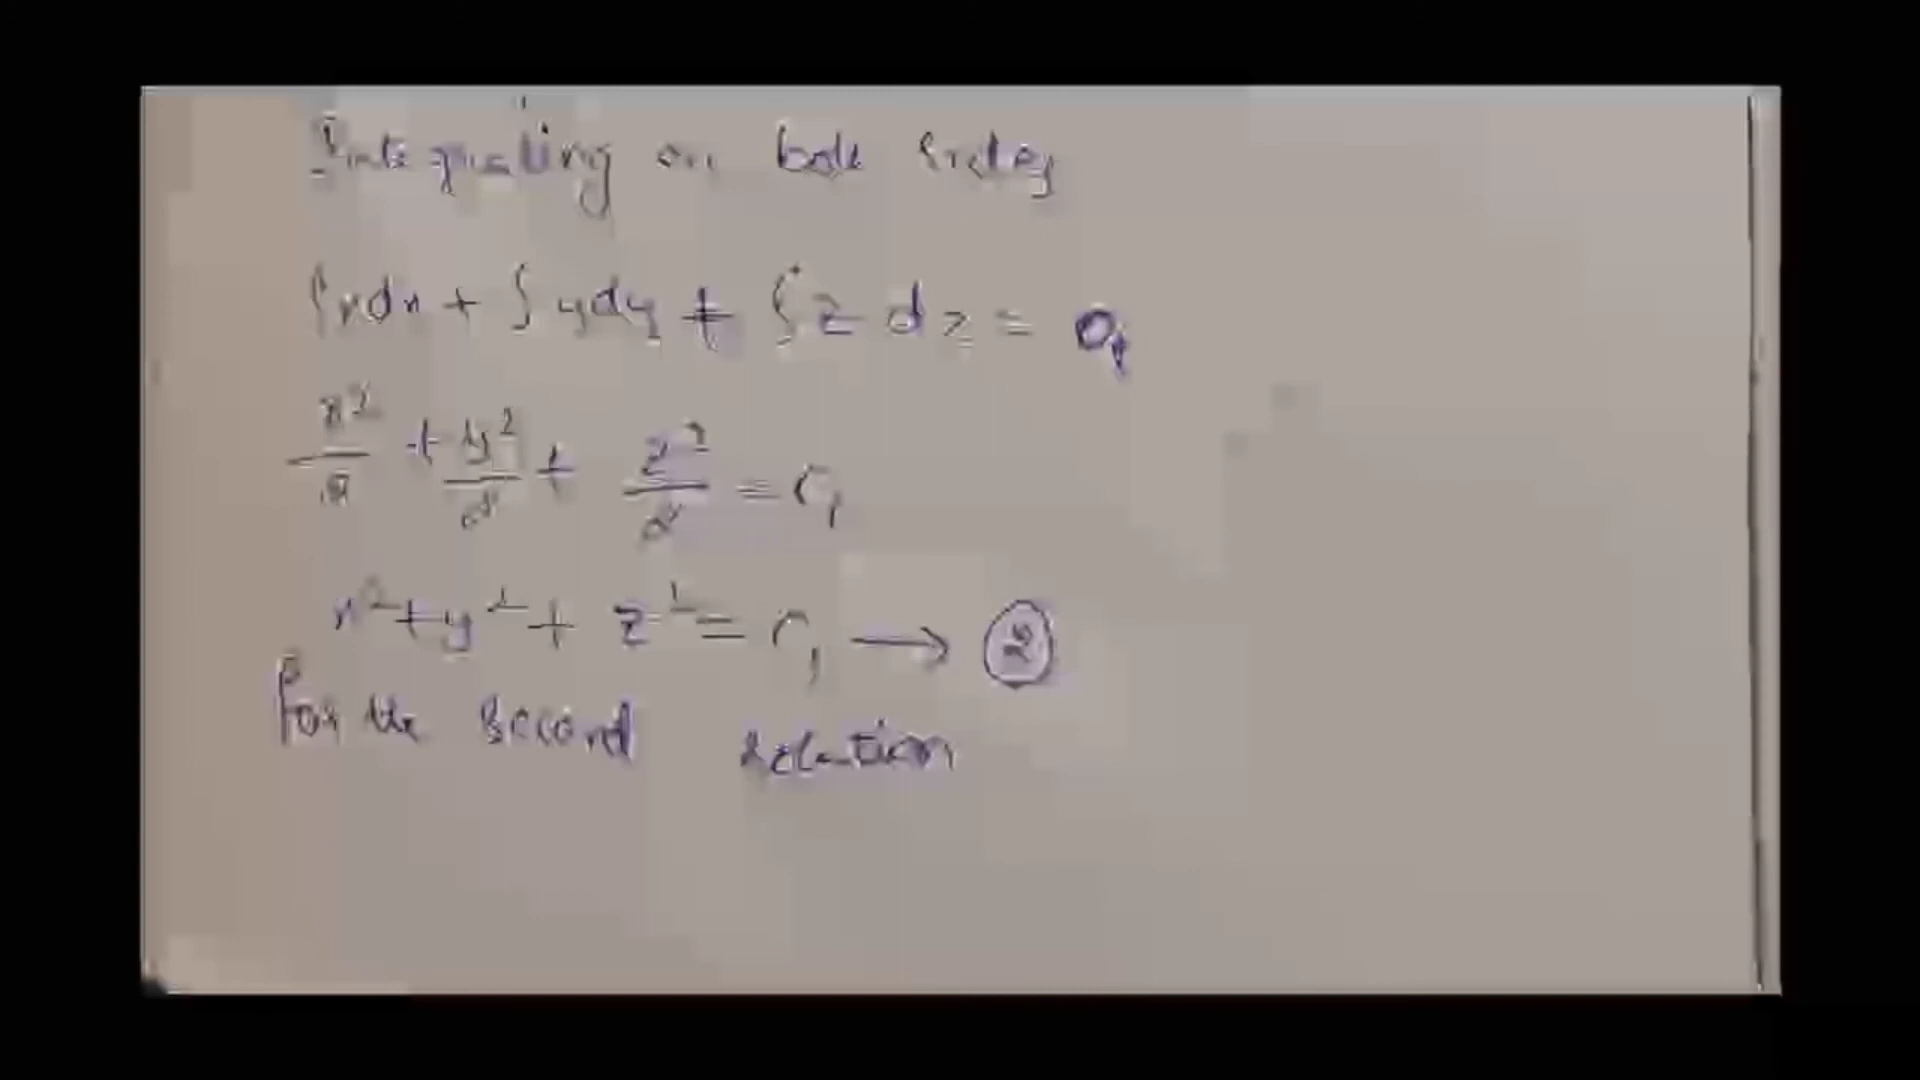 Integrating on both sides
∫xdx + ∫ydy + ∫z dz = 0
x²/2 + y²/2 + z²/2 = C₁
x² + y² + z² = C₁ → ②
For the second relation